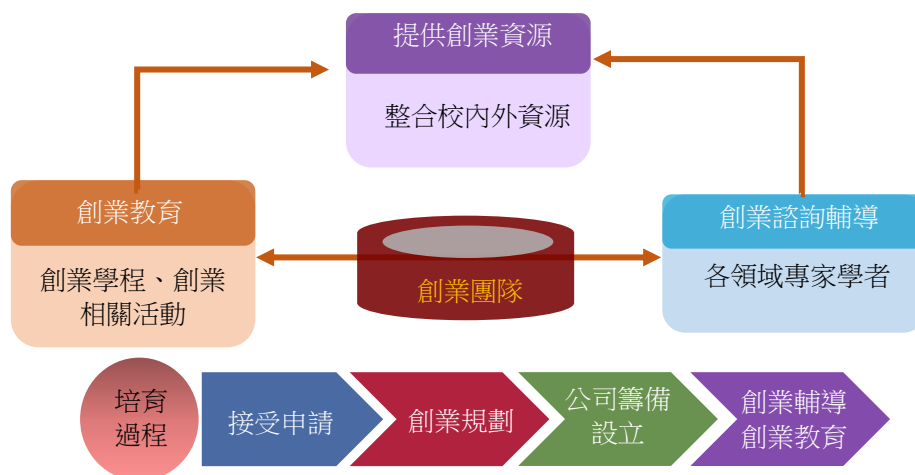 提供創業資源
整合校內外資源
創業教育
創業學程、創業
相關活動
創業團隊
創業諮詢輔導
各領域專家學者
培育
過程
接受申請
創業規劃
公司籌備
設立
創業輔導
創業教育